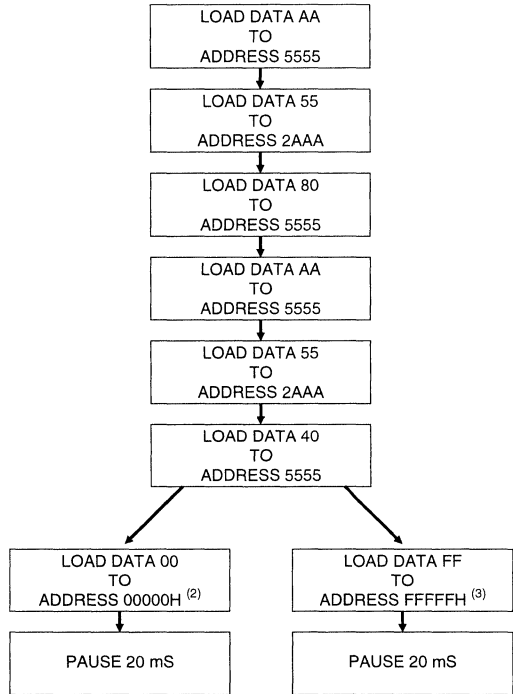 LOAD DATA AA
TO
ADDRESS 5555
LOAD DATA 55
TO
ADDRESS 2AAA
LOAD DATA 80
TO
ADDRESS 5555
LOAD DATA AA
TO
ADDRESS 5555
LOAD DATA 55
TO
ADDRESS 2AAA
LOAD DATA 40
TO
ADDRESS 5555
LOAD DATA 00
TO
ADDRESS 00000H (2)
PAUSE 20 mS
LOAD DATA FF
TO
ADDRESS FFFFFH (3)
PAUSE 20 mS